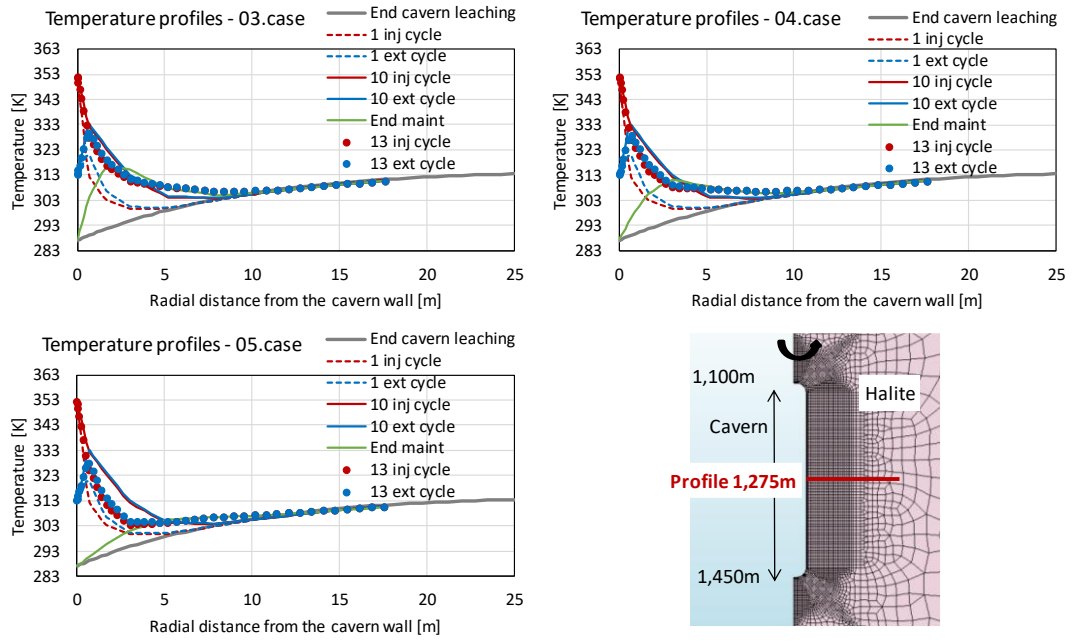 Temperature profiles - 03.case
End cavern leaching
1 inj cycle
1 ext cycle
10 inj cycle
10 ext cycle
End maint
13 inj cycle
13 ext cycle
Temperature [K]
363
353
343
333
323
313
303
293
283
0 5 10 15 20 25
Radial distance from the cavern wall [m]
Temperature profiles - 04.case
End cavern leaching
1 inj cycle
1 ext cycle
10 inj cycle
10 ext cycle
End maint
13 inj cycle
13 ext cycle
Temperature [K]
363
353
343
333
323
313
303
293
283
0 5 10 15 20 25
Radial distance from the cavern wall [m]
Temperature profiles - 05.case
End cavern leaching
1 inj cycle
1 ext cycle
10 inj cycle
10 ext cycle
End maint
13 inj cycle
13 ext cycle
Temperature [K]
363
353
343
333
323
313
303
293
283
0 5 10 15 20 25
Radial distance from the cavern wall [m]
1,100m
Halite
Cavern
Profile 1,275m
1,450m